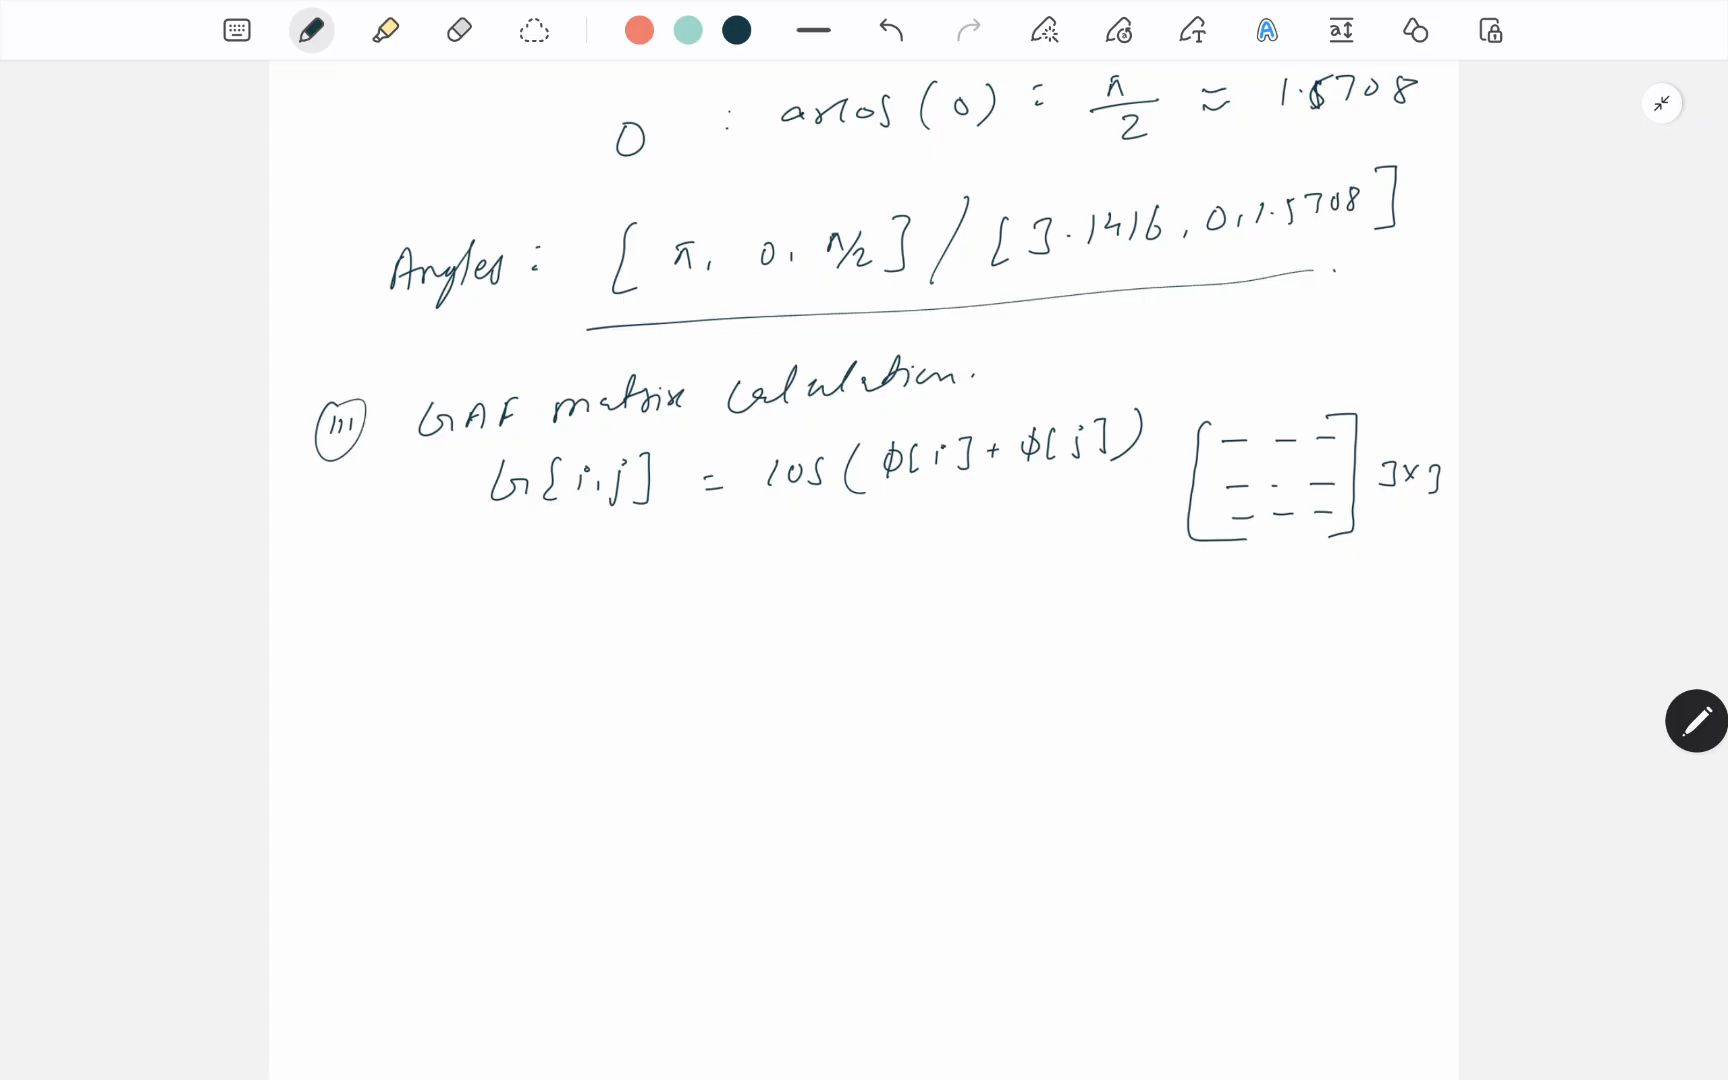 0 : arccos(0) = π/2 ≈ 1.5708
Angles : [π, 0, π/2] / [3.1416, 0, 1.5708]
(iii) GAF matrix calculation.
G[i,j] = cos(ϕ[i] + ϕ[j]) [– – – – · – – – –] 3×3